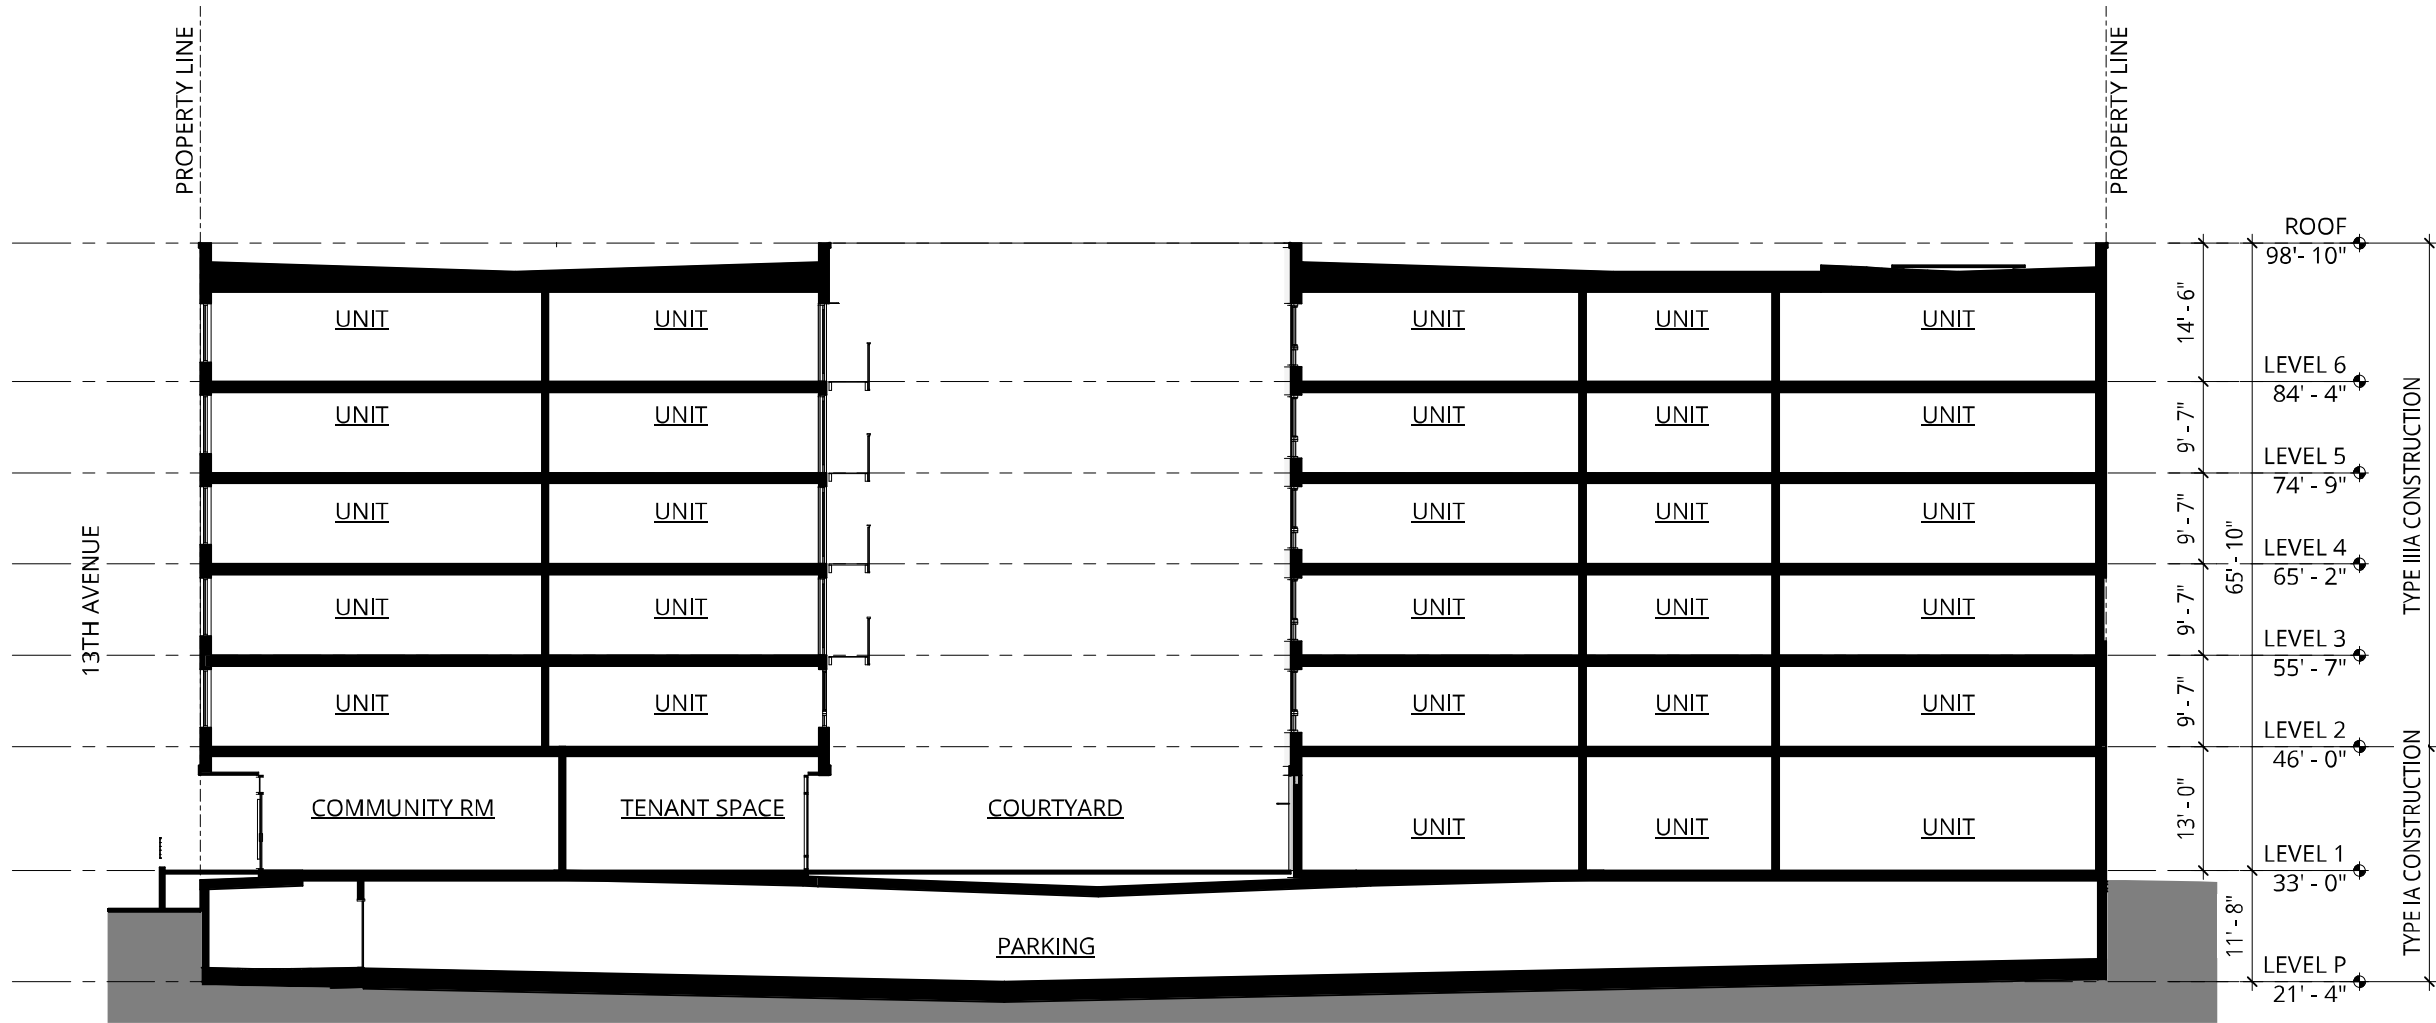 PROPERTY LINE
PROPERTY LINE
ROOF
98'- 10"
14' - 6"
UNIT UNIT UNIT UNIT UNIT
LEVEL 6
84' - 4"
9' - 7"
UNIT UNIT UNIT UNIT UNIT
LEVEL 5
74' - 9"
9' - 7"
UNIT UNIT UNIT UNIT UNIT
LEVEL 4
65' - 2"
9' - 7"
UNIT UNIT UNIT UNIT UNIT
LEVEL 3
55' - 7"
9' - 7"
UNIT UNIT UNIT UNIT UNIT
LEVEL 2
46' - 0"
13' - 0"
COMMUNITY RM TENANT SPACE COURTYARD UNIT UNIT UNIT
LEVEL 1
33' - 0"
11' - 8"
PARKING
LEVEL P
21' - 4"
65' - 10"
13TH AVENUE
TYPE IIIA CONSTRUCTION
TYPE IA CONSTRUCTION